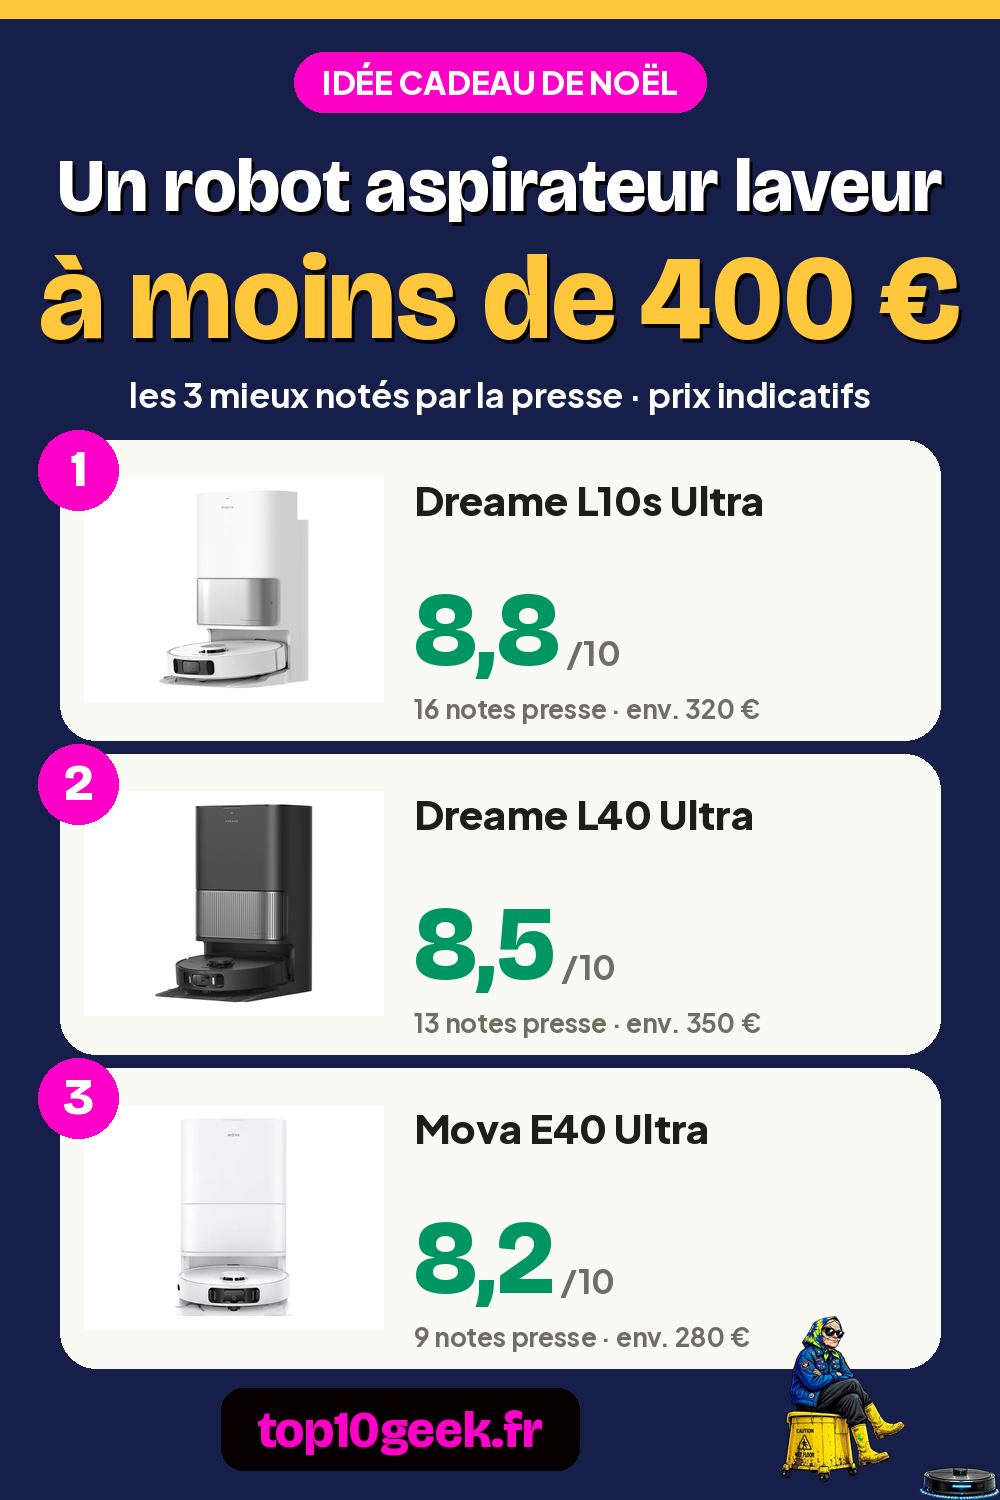 IDÉE CADEAU DE NOËL
Un robot aspirateur laveur
à moins de 400 €
les 3 mieux notés par la presse · prix indicatifs
1
Dreame L10s Ultra
8,8 /10
16 notes presse · env. 320 €
2
Dreame L40 Ultra
8,5 /10
13 notes presse · env. 350 €
3
Mova E40 Ultra
8,2 /10
9 notes presse · env. 280 €
top10geek.fr
CAUTION
WET FLOOR